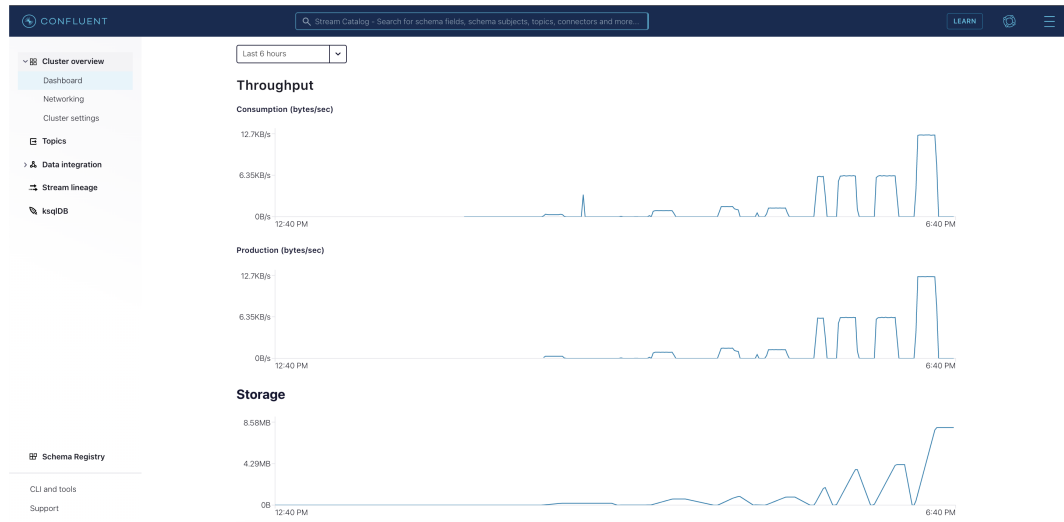 CONFLUENT
Stream Catalog - Search for schema fields, schema subjects, topics, connectors and more...
LEARN
Cluster overview
Dashboard
Networking
Cluster settings
Topics
Data integration
Stream lineage
ksqlDB
Schema Registry
CLI and tools
Support
Last 6 hours
Throughput
Consumption (bytes/sec)
12.7KB/s
6.35KB/s
0B/s
12:40 PM 6:40 PM
Production (bytes/sec)
12.7KB/s
6.35KB/s
0B/s
12:40 PM 6:40 PM
Storage
8.58MB
4.29MB
0B
12:40 PM 6:40 PM